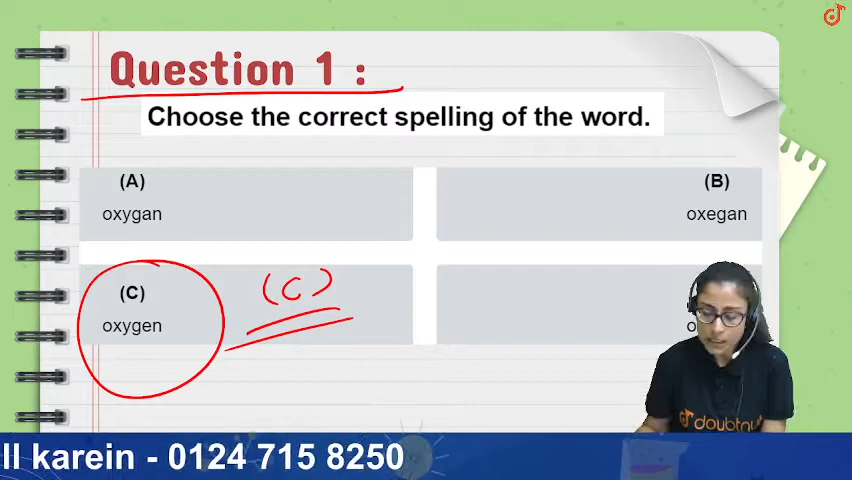 Question 1 :
Choose the correct spelling of the word.
(A)
oxygan
(B)
oxegan
(C)
oxygen
(C)
doubtnut
ll karein - 0124 715 8250